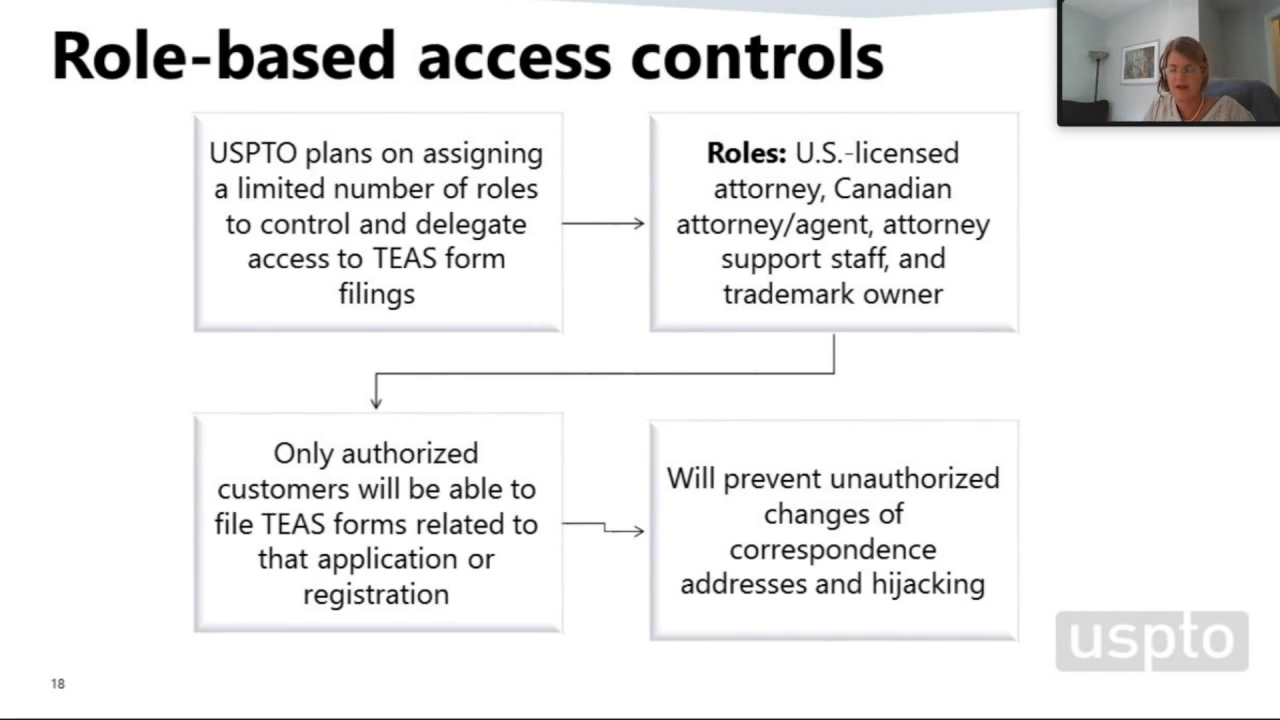 Role-based access controls
USPTO plans on assigning
a limited number of roles
to control and delegate
access to TEAS form
filings
Roles: U.S.-licensed
attorney, Canadian
attorney/agent, attorney
support staff, and
trademark owner
Only authorized
customers will be able to
file TEAS forms related to
that application or
registration
Will prevent unauthorized
changes of
correspondence
addresses and hijacking
uspto
18